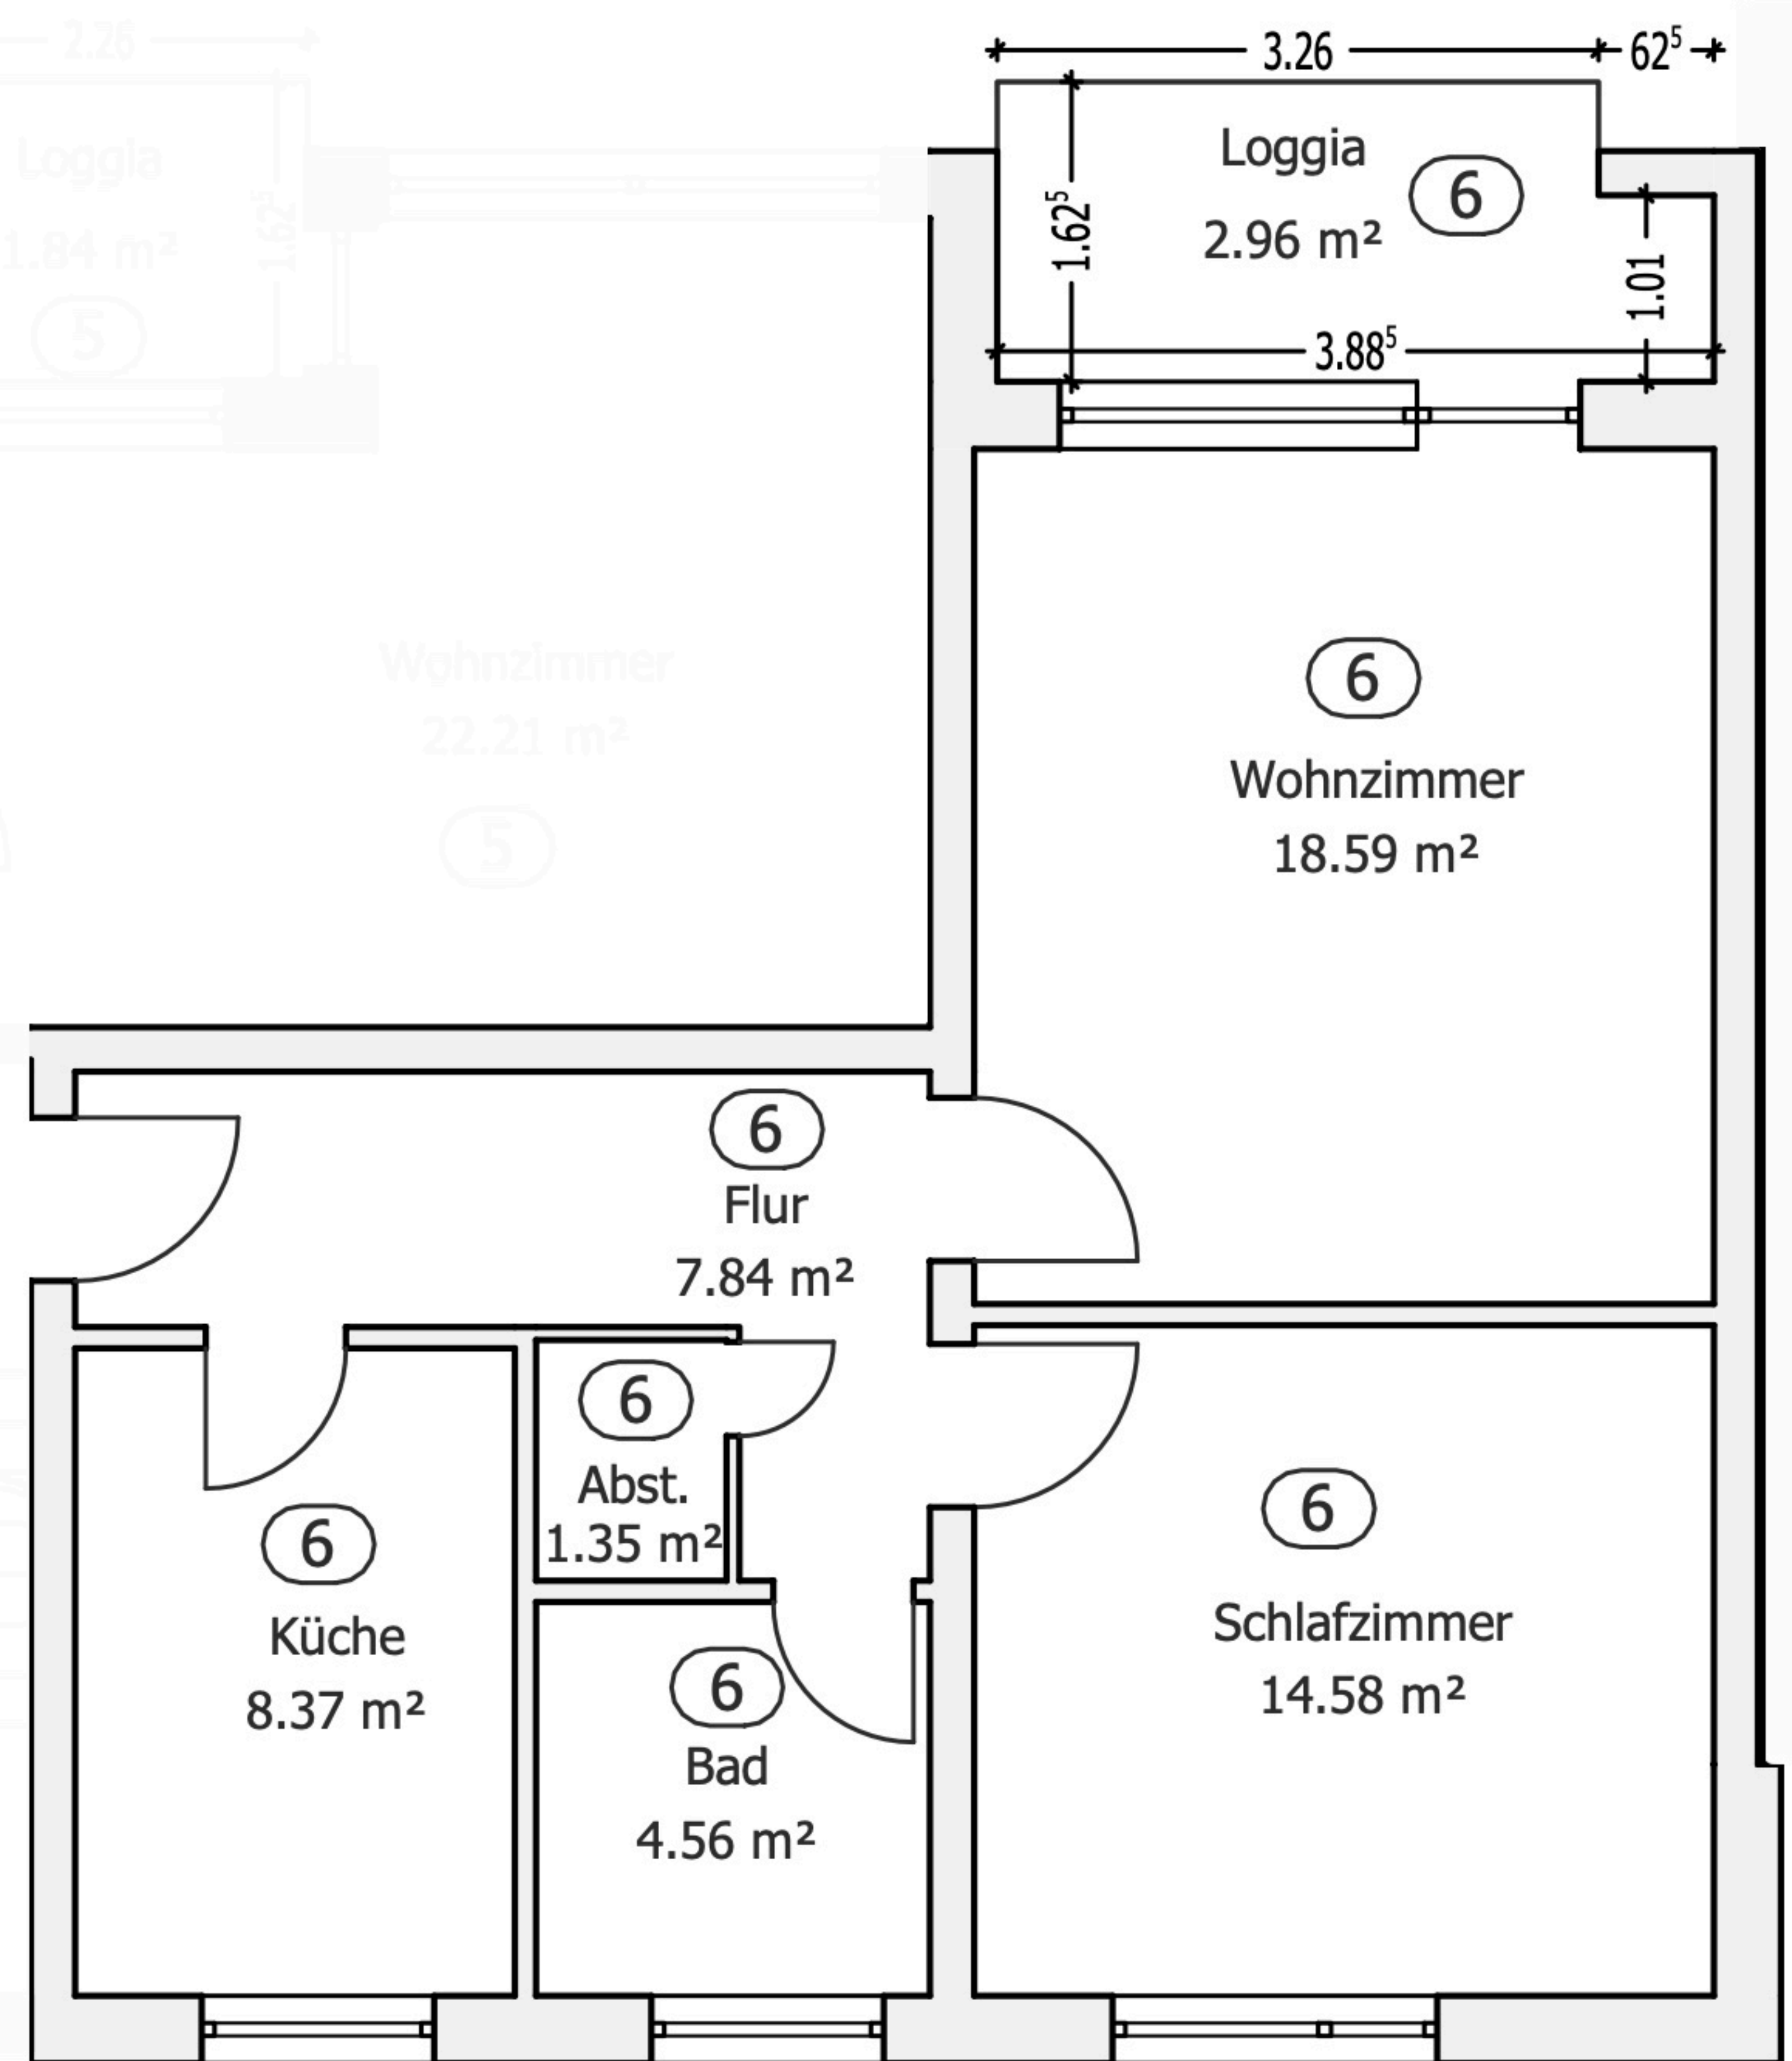 2.26
3.26
62⁵
Loggia
1.84 m²
1.62⁵
5
Loggia
6
2.96 m²
1.62⁵
1.01
3.88⁵
Wohnzimmer
22.21 m²
5
6
Wohnzimmer
18.59 m²
6
Flur
7.84 m²
6
Abst.
1.35 m²
6
Küche
8.37 m²
6
Bad
4.56 m²
6
Schlafzimmer
14.58 m²